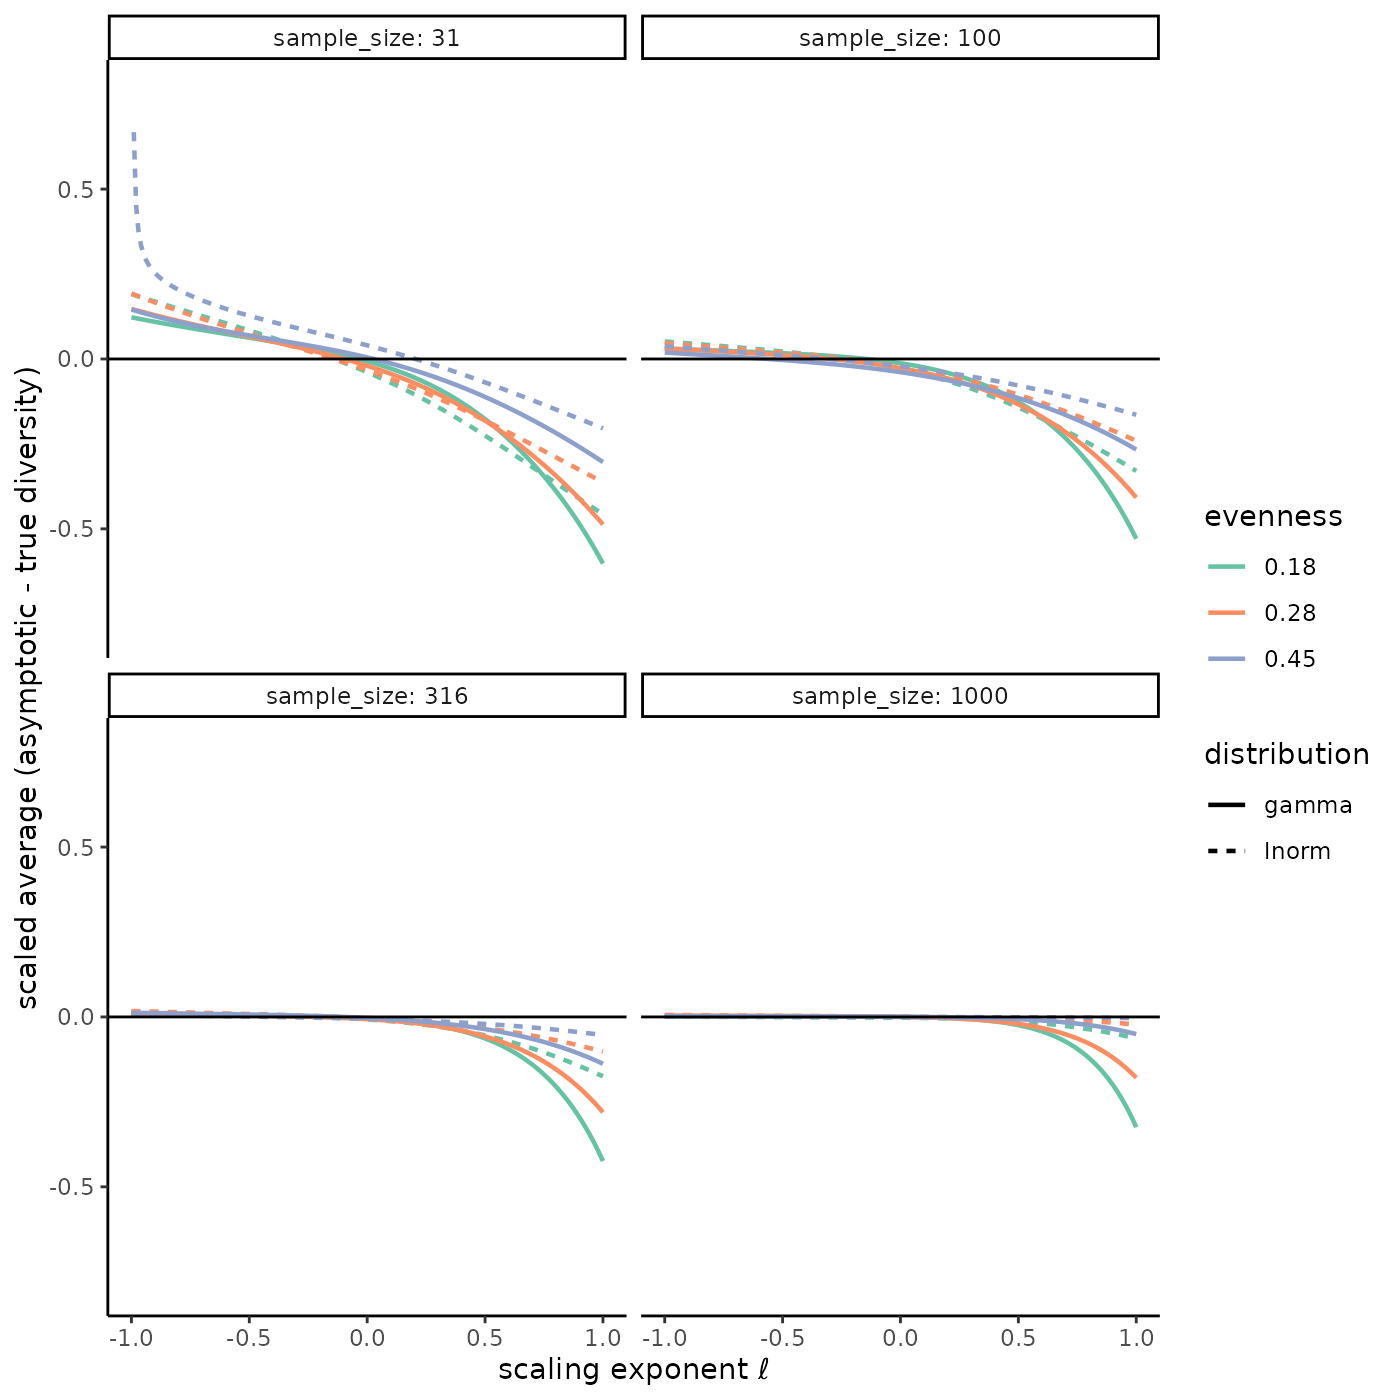 sample_size: 31
sample_size: 100
0.5
0.0
-0.5
sample_size: 316
sample_size: 1000
0.5
0.0
-0.5
-1.0
-0.5
0.0
0.5
1.0
-1.0
-0.5
0.0
0.5
1.0
scaling exponent ℓ
scaled average (asymptotic - true diversity)
evenness
0.18
0.28
0.45
distribution
gamma
lnorm